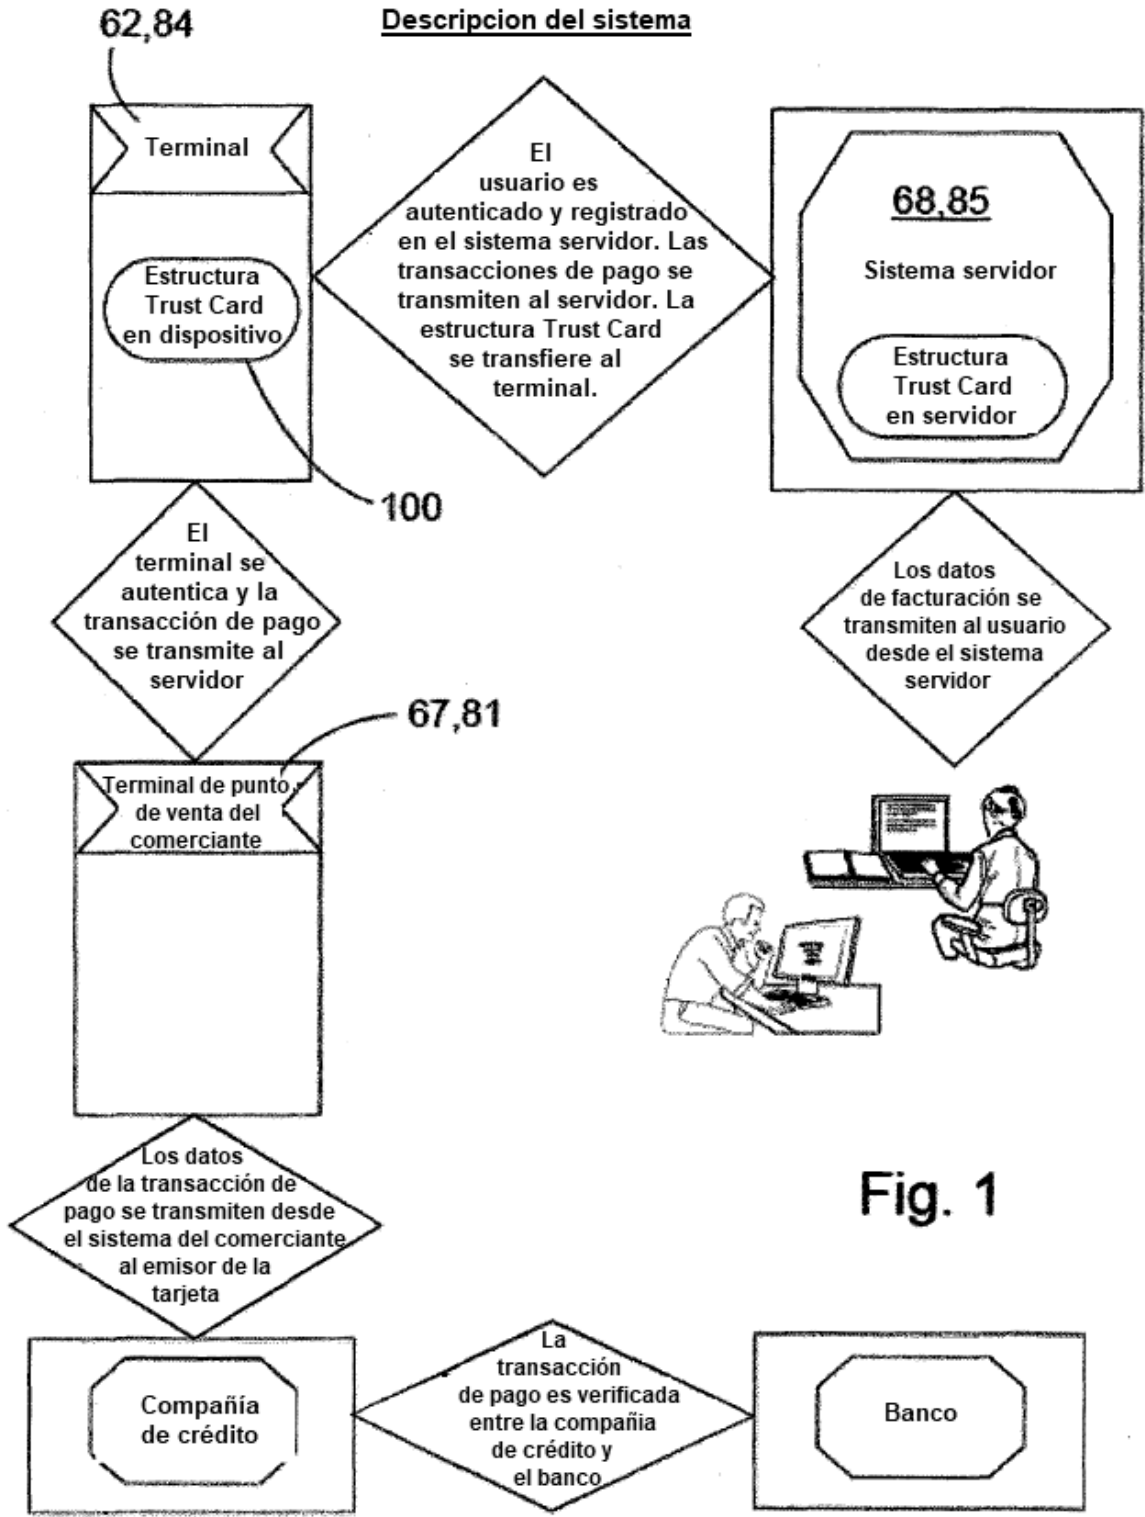 62,84
Descripcion del sistema
Terminal
Estructura
Trust Card
en dispositivo
100
El
usuario es
autenticado y registrado
en el sistema servidor. Las
transacciones de pago se
transmiten al servidor. La
estructura Trust Card
se transfiere al
terminal.
68,85
Sistema servidor
Estructura
Trust Card
en servidor
El
terminal se
autentica y la
transacción de pago
se transmite al
servidor
Los datos
de facturación se
transmiten al usuario
desde el sistema
servidor
67,81
Terminal de punto
de venta del
comerciante
Los datos
de la transacción de
pago se transmiten desde
el sistema del comerciante
al emisor de la
tarjeta
Fig. 1
Compañía
de crédito
La
transacción
de pago es verificada
entre la compañia
de crédito y
el banco
Banco